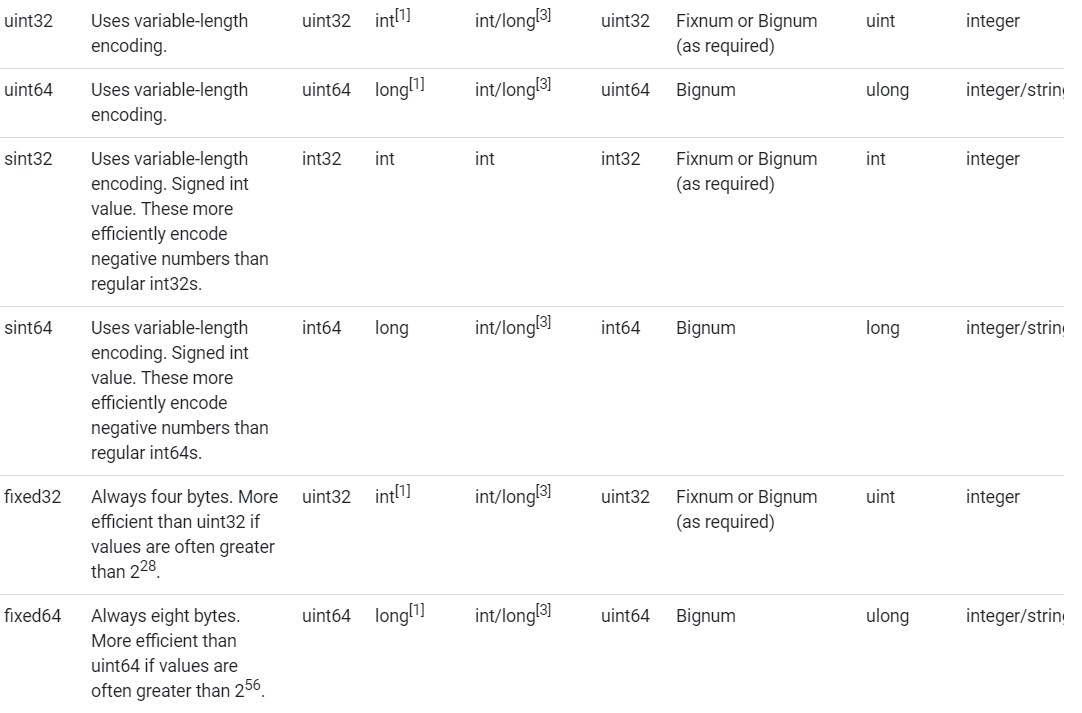 uint32 Uses variable-length uint32 int[1] int/long[3] uint32 Fixnum or Bignum uint integer
encoding. (as required)
uint64 Uses variable-length uint64 long[1] int/long[3] uint64 Bignum ulong integer/string
encoding.
sint32 Uses variable-length int32 int int int32 Fixnum or Bignum int integer
encoding. Signed int (as required)
value. These more
efficiently encode
negative numbers than
regular int32s.
sint64 Uses variable-length int64 long int/long[3] int64 Bignum long integer/string
encoding. Signed int
value. These more
efficiently encode
negative numbers than
regular int64s.
fixed32 Always four bytes. More uint32 int[1] int/long[3] uint32 Fixnum or Bignum uint integer
efficient than uint32 if (as required)
values are often greater
than 2^28.
fixed64 Always eight bytes. uint64 long[1] int/long[3] uint64 Bignum ulong integer/string
More efficient than
uint64 if values are
often greater than 2^56.